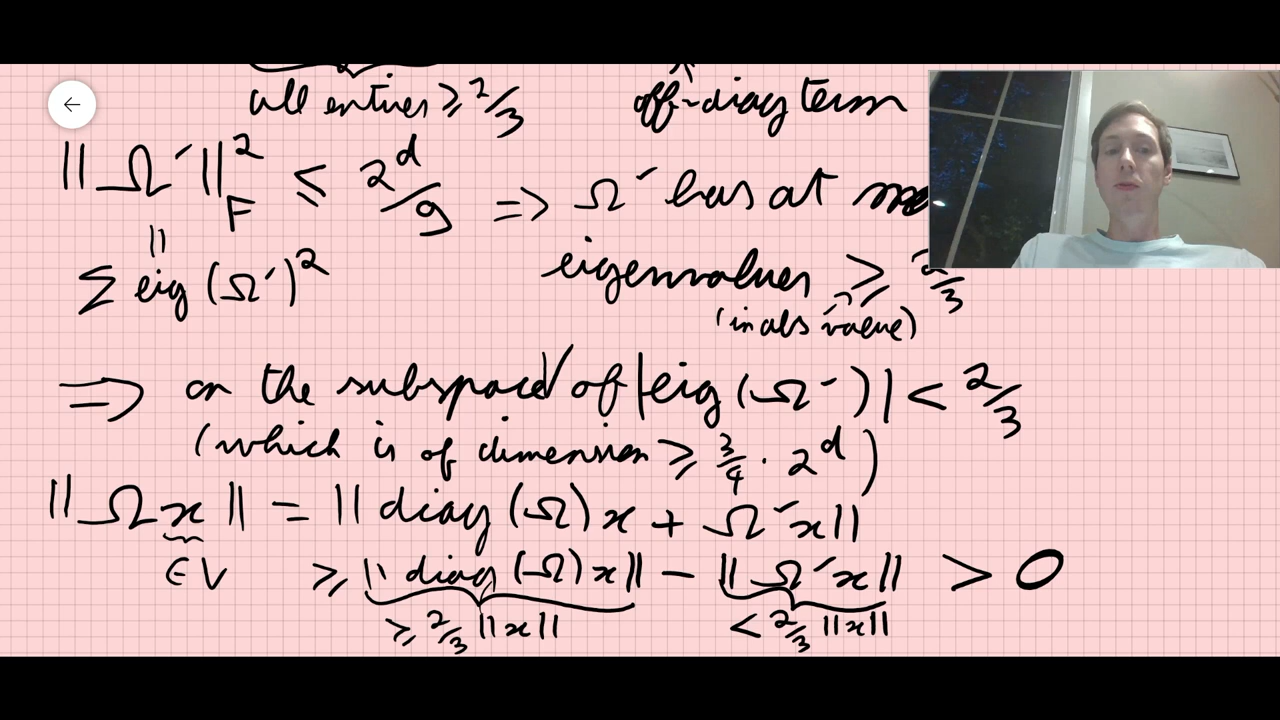 all entries ≥ 2/3 off-diag term
||Ω′||²_F ≤ 2^d/9 ⇒ Ω′ has at
|| 
Σ eig (Ω′)² eigenvalues ≥ 2/3
(in abs value)
⇒ on the subspace V of |eig (Ω′)| < 2/3
(which is of dimension ≥ 3/4 · 2^d)
||Ωx|| = ||diag (Ω)x + Ω′x||
∈V ≥ ||diag (Ω)x|| − ||Ω′x|| > 0
≥ 2/3 ||x|| < 2/3 ||x||